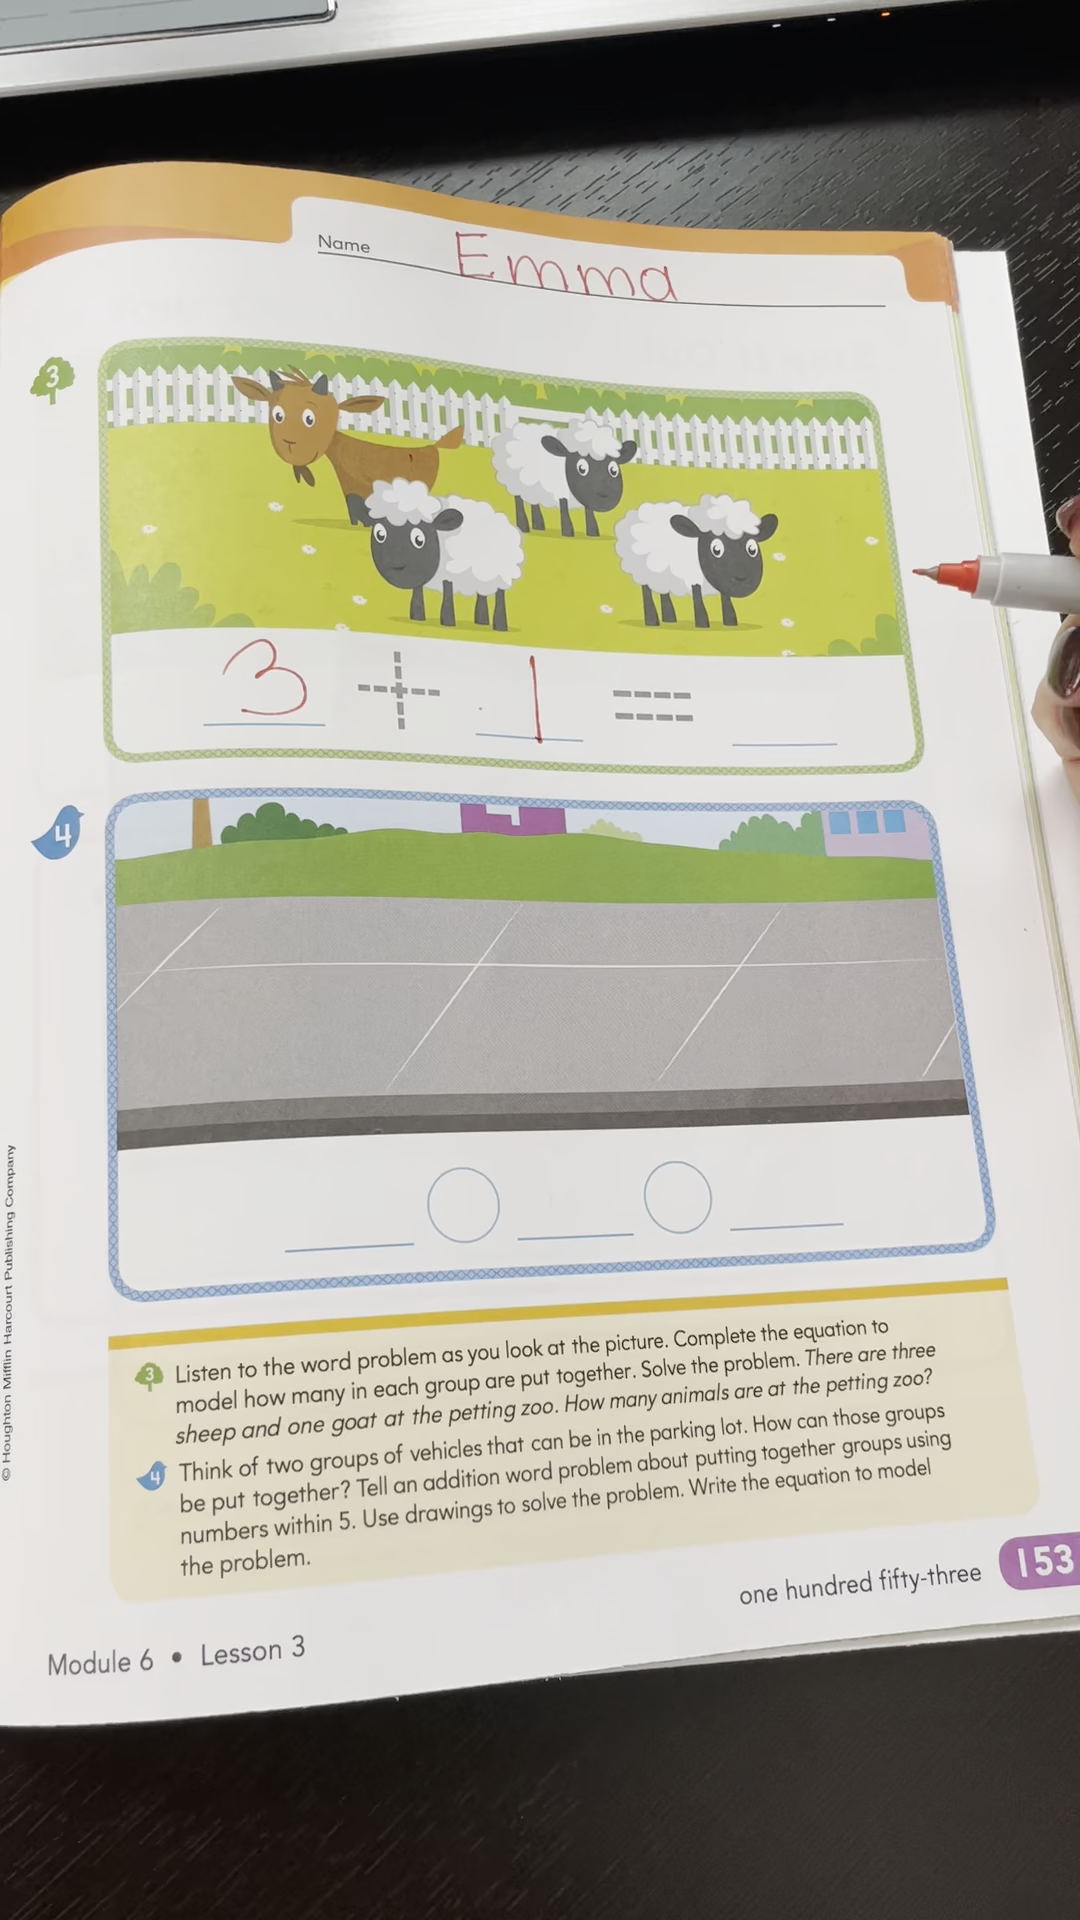 Name Emma
3
3 + 1 =
4
3 Listen to the word problem as you look at the picture. Complete the equation to
model how many in each group are put together. Solve the problem. There are three
sheep and one goat at the petting zoo. How many animals are at the petting zoo?
4 Think of two groups of vehicles that can be in the parking lot. How can those groups
be put together? Tell an addition word problem about putting together groups using
numbers within 5. Use drawings to solve the problem. Write the equation to model
the problem.
© Houghton Mifflin Harcourt Publishing Company
Module 6 • Lesson 3
one hundred fifty-three 153